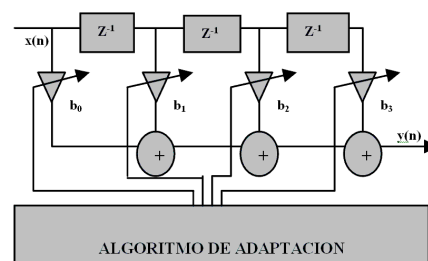 x(n)
Z-1
Z-1
Z-1
b0
b1
b2
b3
+
+
+
y(n)
ALGORITMO DE ADAPTACION